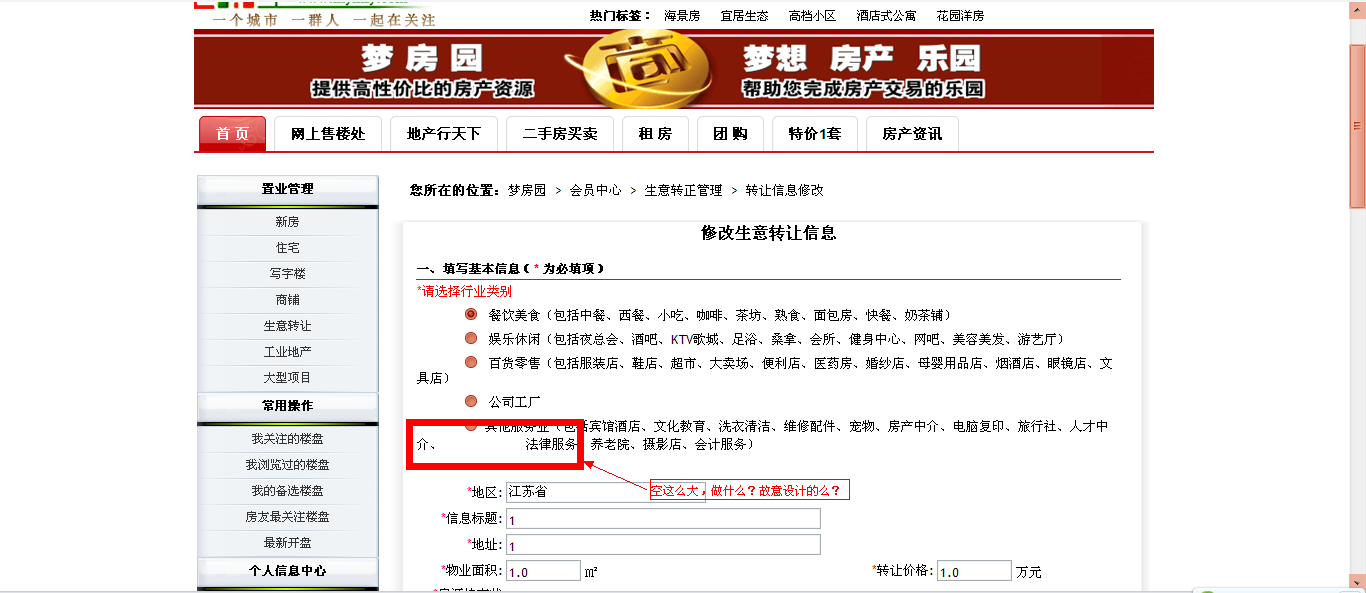 一个城市 一群人 一起在关注
热门标签： 海景房 宜居生态 高档小区 酒店式公寓 花园洋房
梦 房 园
提供高性价比的房产资源
商
梦想 房产 乐园
帮助您完成房产交易的乐园
首 页 网上售楼处 地产行天下 二手房买卖 租 房 团 购 特价1套 房产资讯
置业管理
新房
住宅
写字楼
商铺
生意转让
工业地产
大型项目
常用操作
我关注的楼盘
我浏览过的楼盘
我的备选楼盘
房友最关注楼盘
最新开盘
个人信息中心
您所在的位置：梦房园 > 会员中心 > 生意转正管理 > 转让信息修改
修改生意转让信息
一、填写基本信息（ * 为必填项）
*请选择行业类别
餐饮美食（包括中餐、西餐、小吃、咖啡、茶坊、熟食、面包房、快餐、奶茶铺）
娱乐休闲（包括夜总会、酒吧、KTV歌城、足浴、桑拿、会所、健身中心、网吧、美容美发、游艺厅）
百货零售（包括服装店、鞋店、超市、大卖场、便利店、医药房、婚纱店、母婴用品店、烟酒店、眼镜店、文
具店）
公司工厂
其他服务业（包括宾馆酒店、文化教育、洗衣清洁、维修配件、宠物、房产中介、电脑复印、旅行社、人才中
介、 法律服务、养老院、摄影店、会计服务）
*地区：江苏省
空这么大，做什么？故意设计的么？
*信息标题：1
*地址：1
*物业面积：1.0 m² *转让价格：1.0 万元